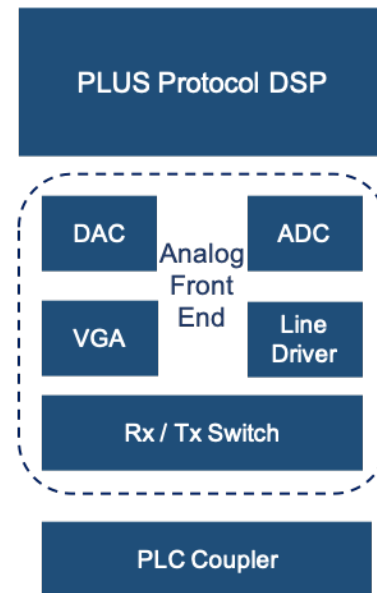 PLUS Protocol DSP
DAC
Analog
Front
End
ADC
VGA
Line
Driver
Rx / Tx Switch
PLC Coupler